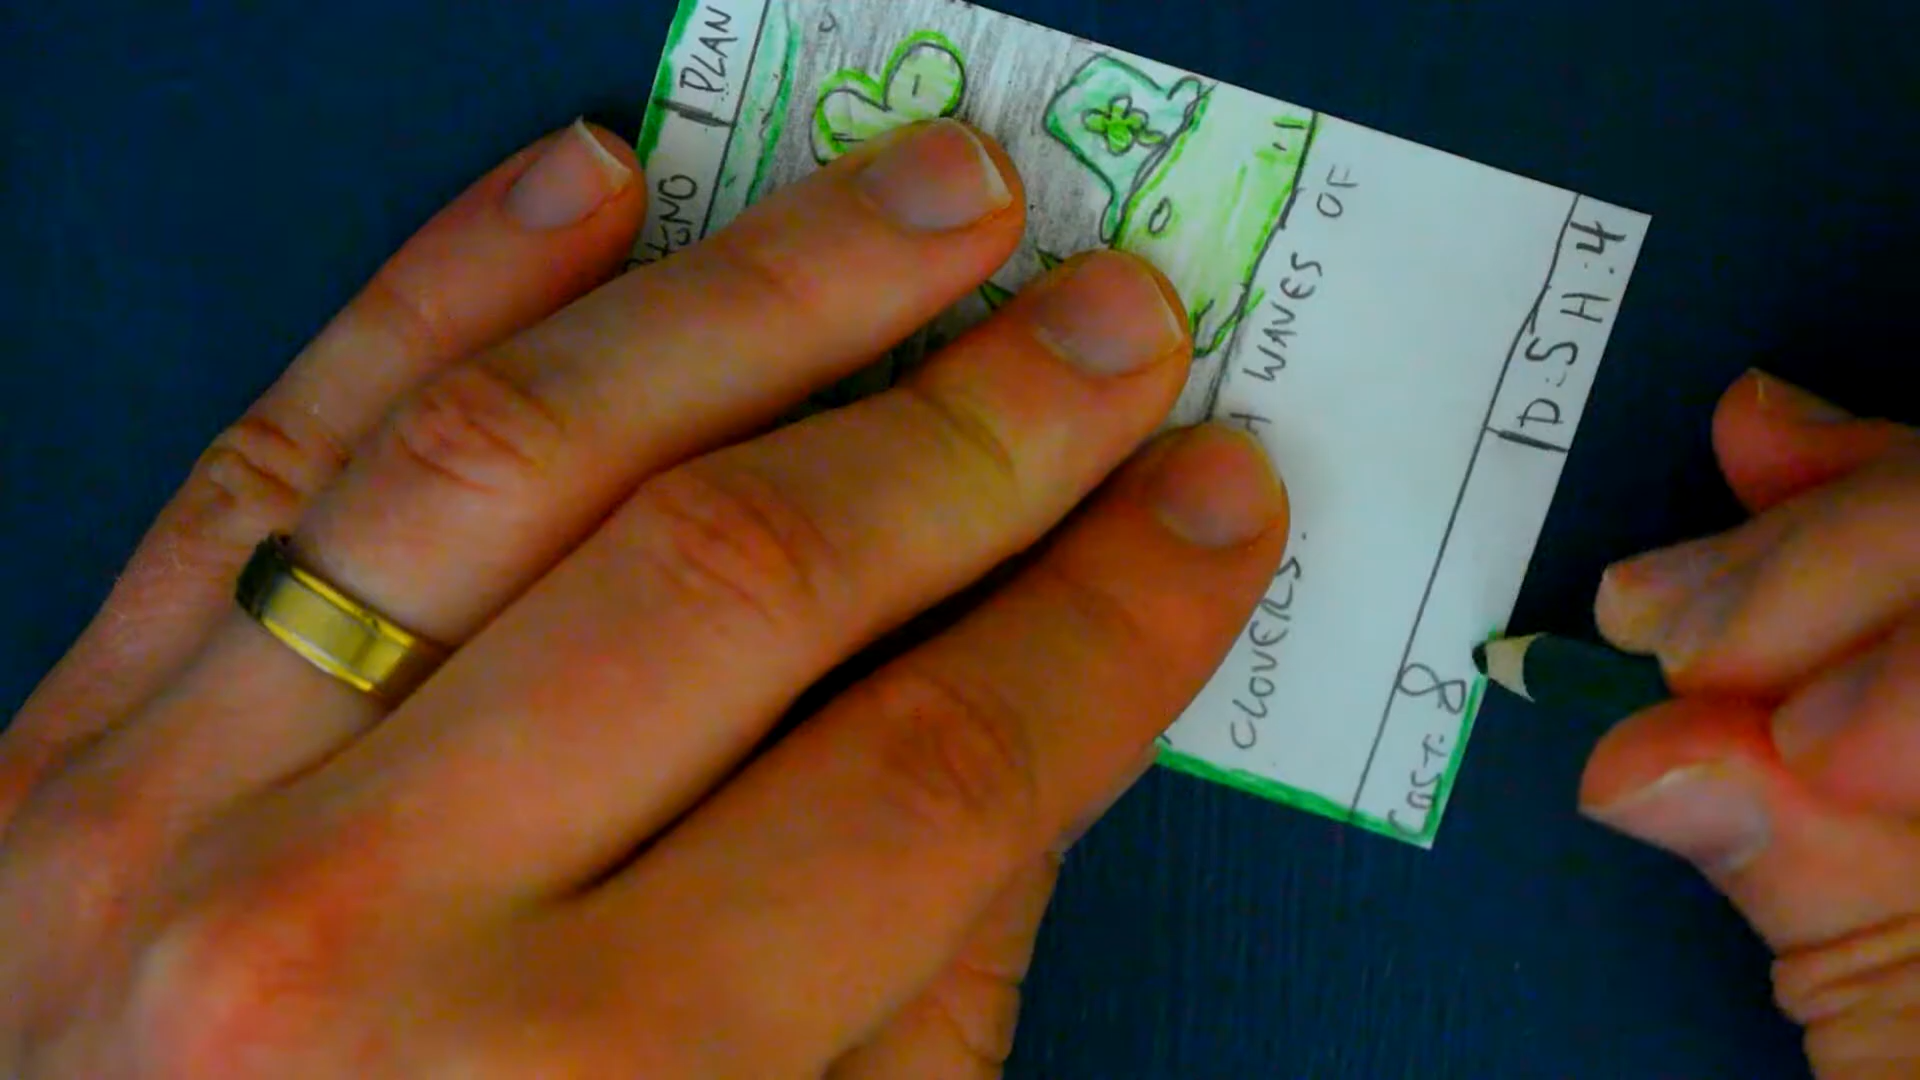 PLAN
WAVES OF
CLOVERS.
COST: 8
D:5 H:4